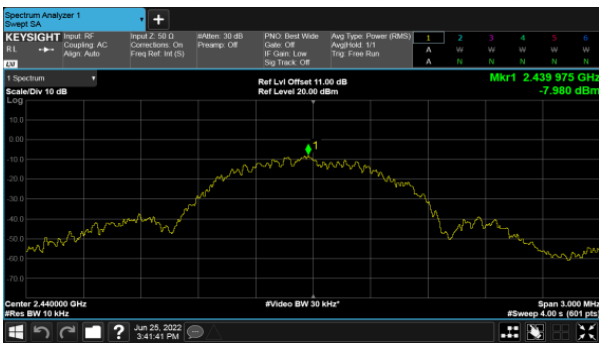 Spectrum Analyzer 1
Swept SA
+
KEYSIGHT
RL
Input: RF
Coupling: AC
Align: Auto
Input Z: 50 Ω
Corrections: On
Freq Ref: Int (S)
#Atten: 30 dB
Preamp: Off
PNO: Best Wide
Gate: Off
IF Gain: Low
Sig Track: Off
Avg Type: Power (RMS)
Avg|Hold: 1/1
Trig: Free Run
1 2 3 4 5 6
A W W W W W
A N N N N N
1 Spectrum
Scale/Div 10 dB
Log
Ref Lvl Offset 11.00 dB
Ref Level 20.00 dBm
Mkr1 2.439 975 GHz
-7.980 dBm
10.0
0.00
-10.0
-20.0
-30.0
-40.0
-50.0
-60.0
-70.0
1
Center 2.440000 GHz
#Res BW 10 kHz
#Video BW 30 kHz*
Span 3.000 MHz
#Sweep 4.00 s (601 pts)
?
Jun 25, 2022
3:41:41 PM